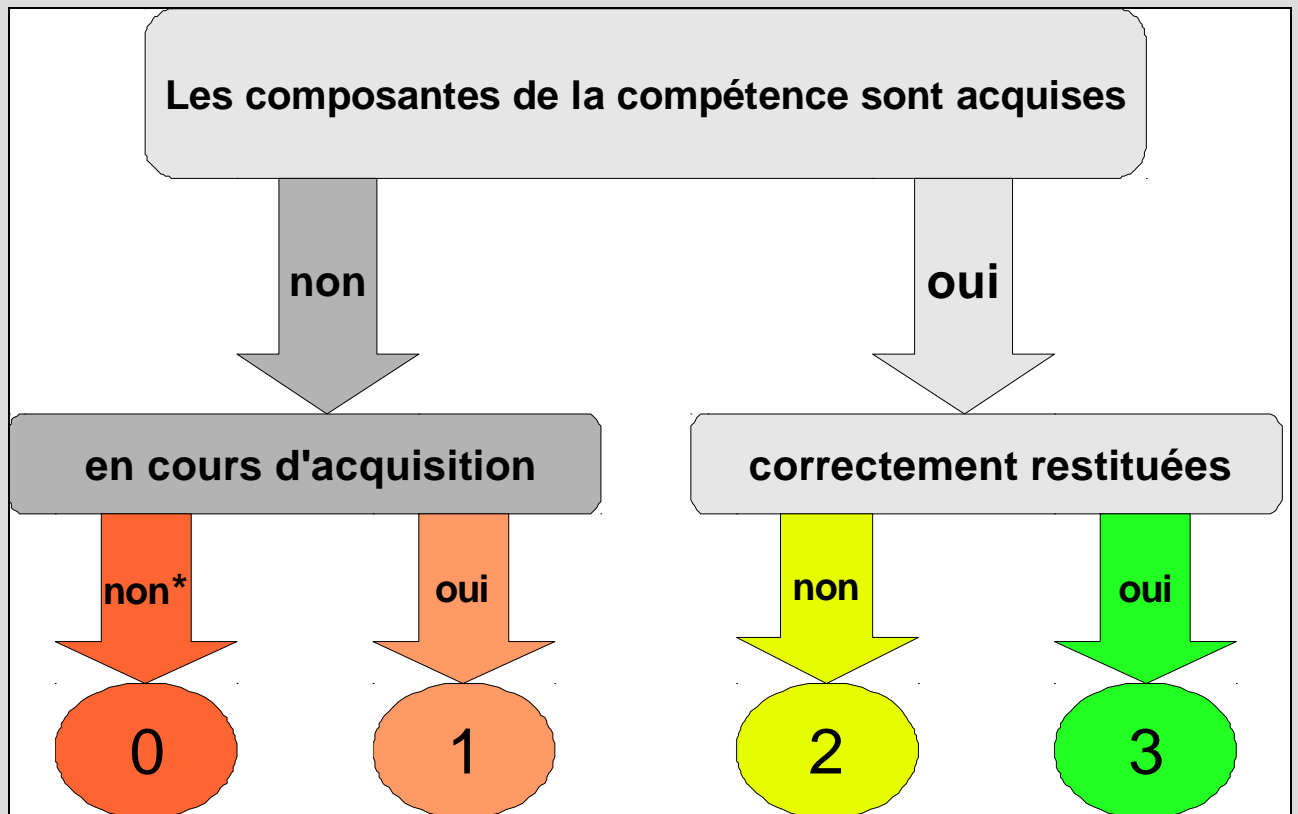 Les composantes de la compétence sont acquises
non
oui
en cours d'acquisition
correctement restituées
non*
oui
non
oui
0
1
2
3